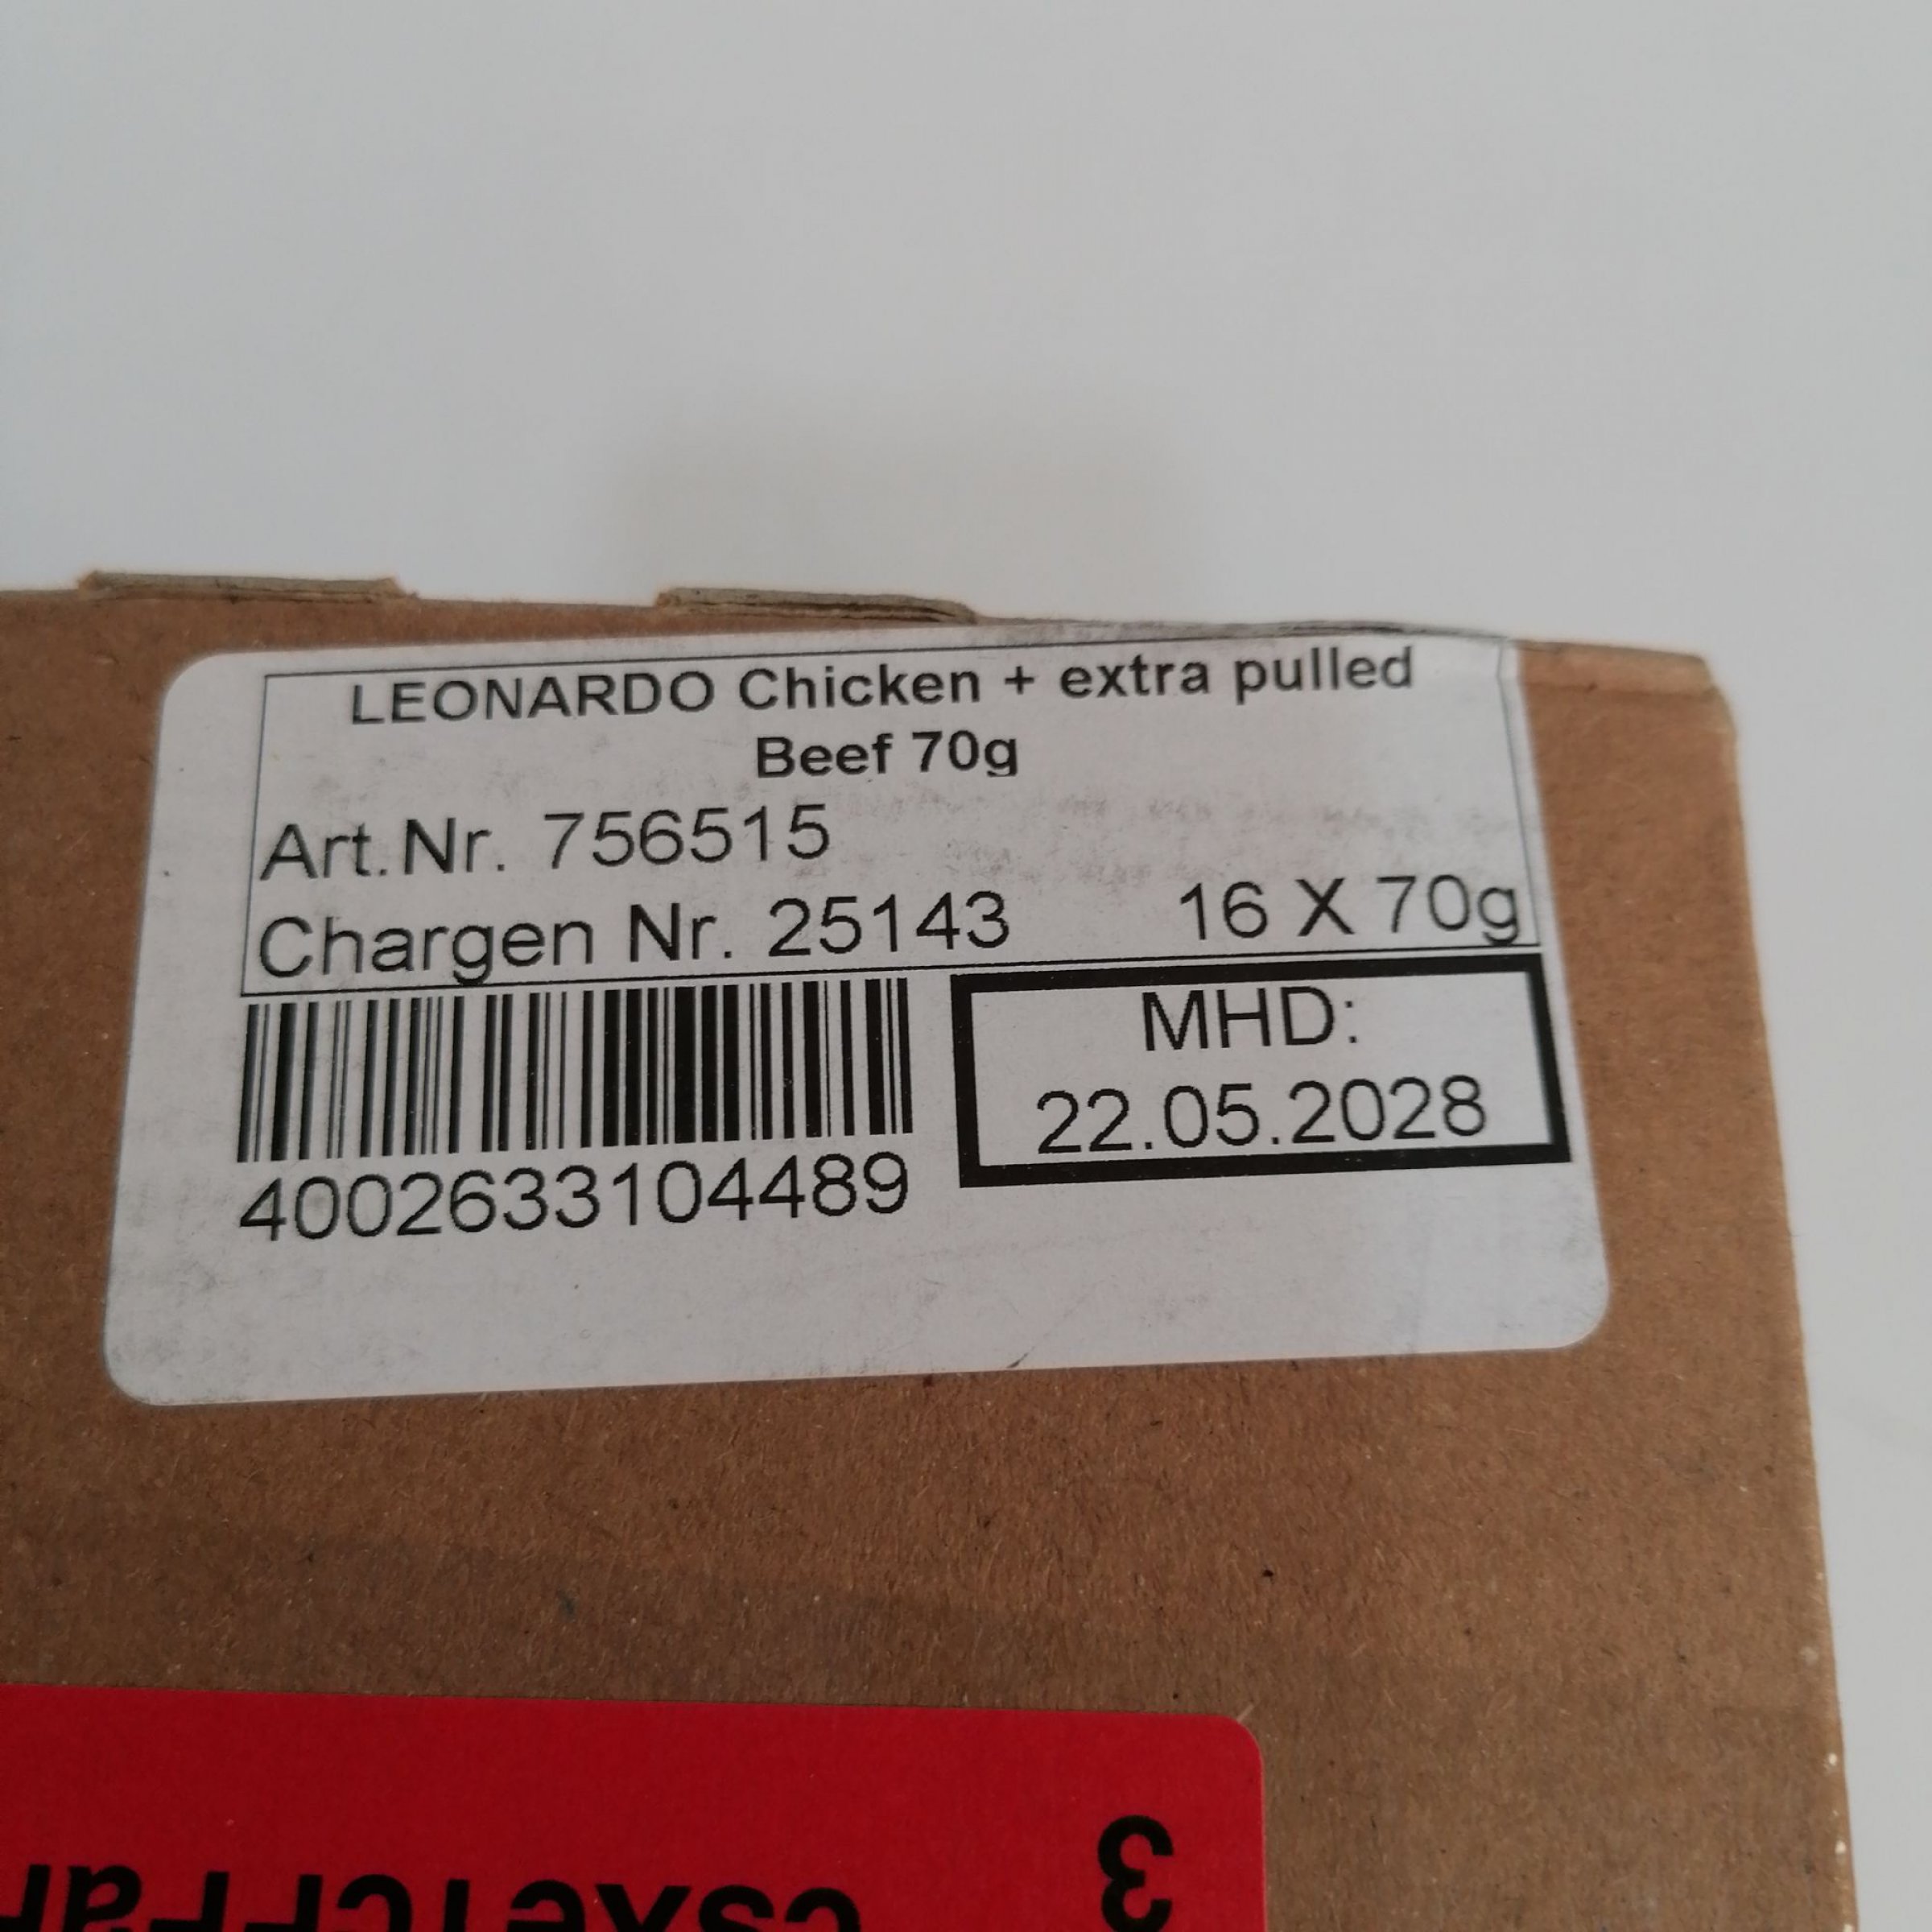 LEONARDO Chicken + extra pulled
Beef 70g
Art.Nr. 756515
Chargen Nr. 25143 16 X 70g
MHD:
22.05.2028
4002633104489
3